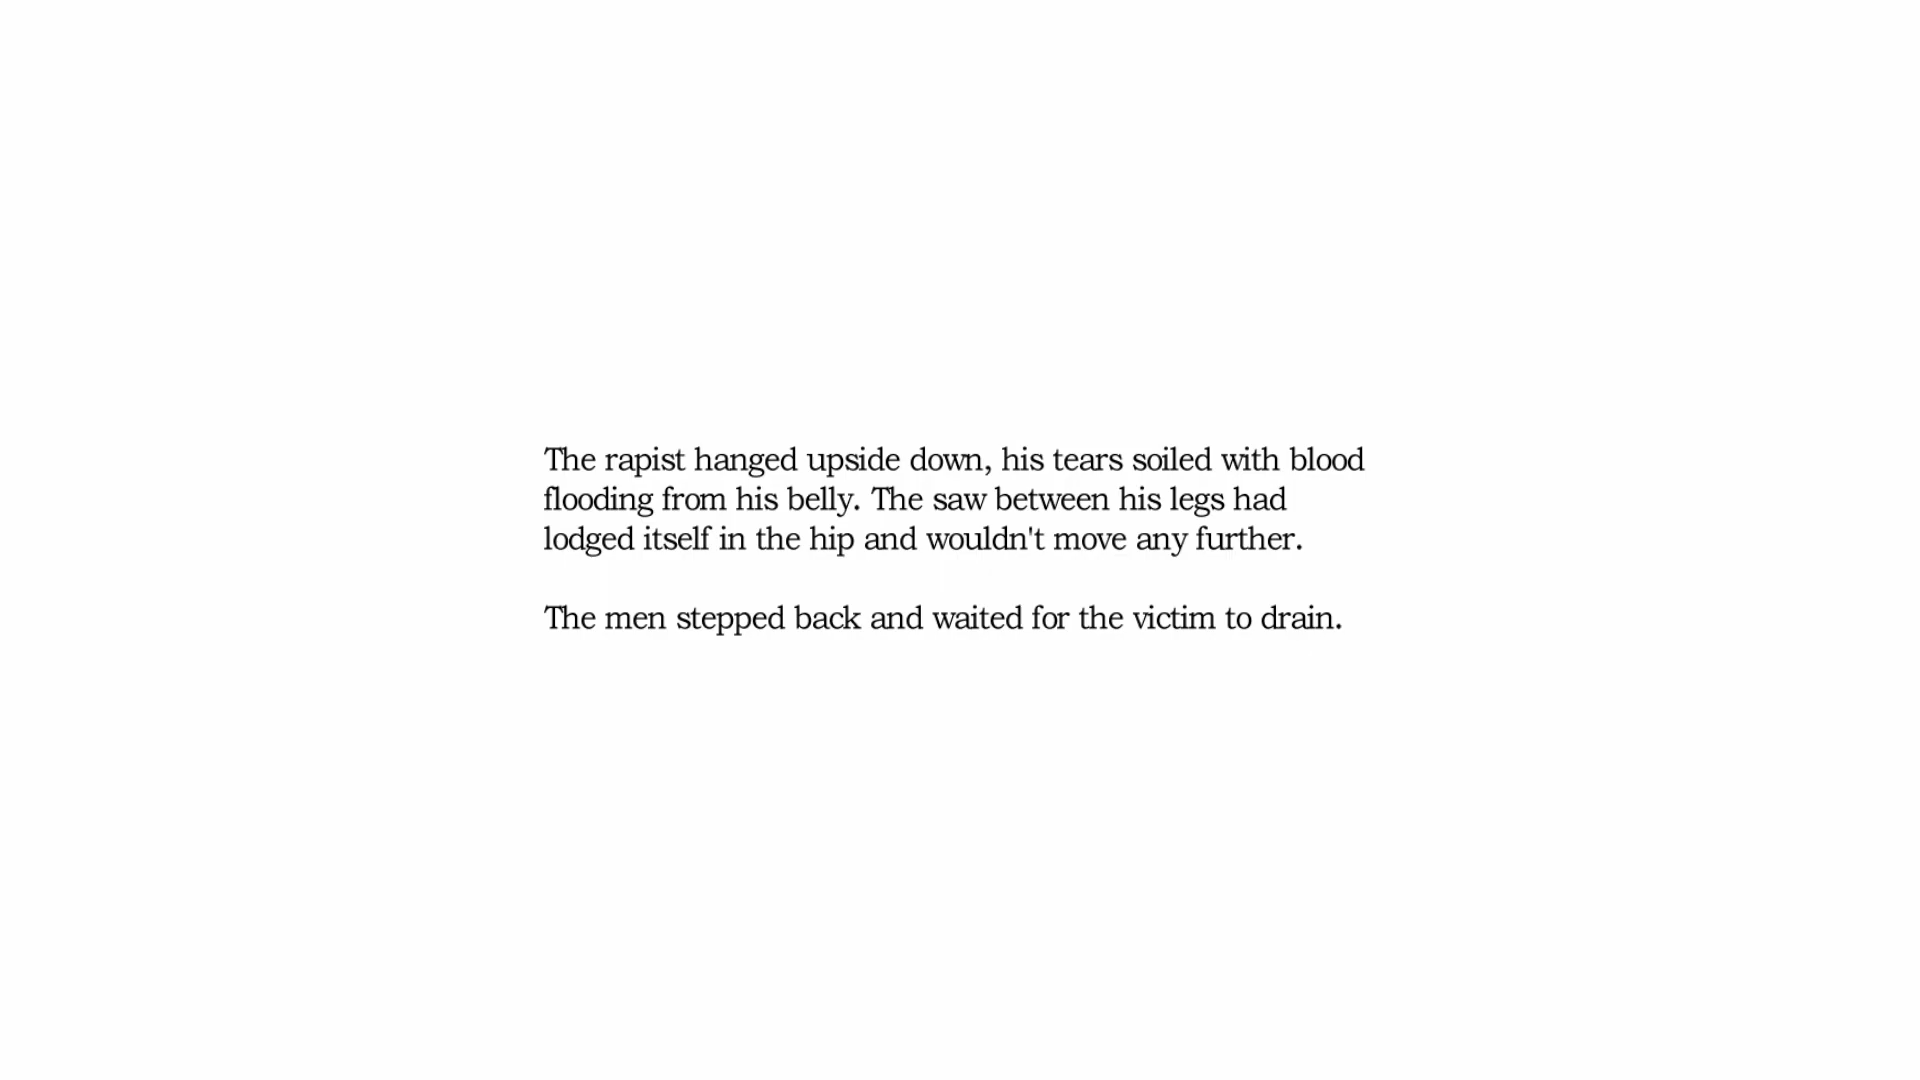 The rapist hanged upside down, his tears soiled with blood
flooding from his belly. The saw between his legs had
lodged itself in the hip and wouldn't move any further.
The men stepped back and waited for the victim to drain.